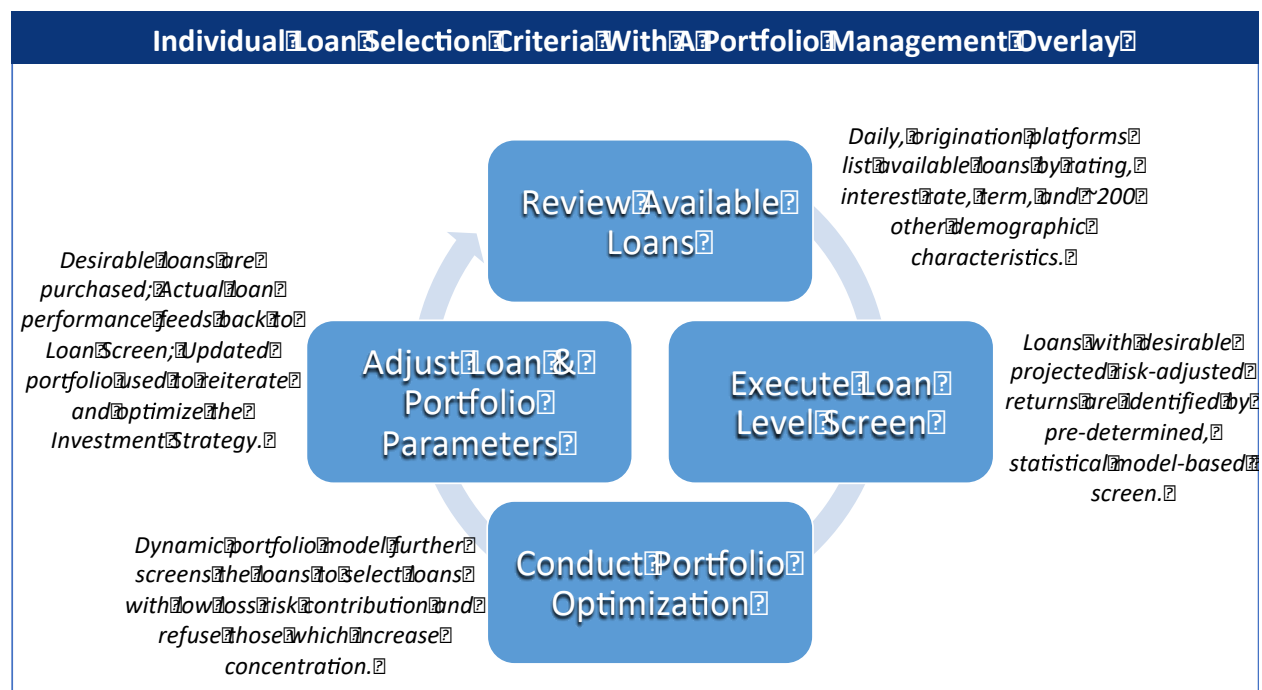 Individual Loan Selection Criteria With A Portfolio Management Overlay
Daily, origination platforms
list available loans by rating,
interest rate, term, and ~200
other demographic
characteristics.
Review Available
Loans
Desirable loans are
purchased; Actual loan
performance feeds back to
Loan Screen; Updated
portfolio used to reiterate
and optimize the
Investment Strategy.
Adjust Loan &
Portfolio
Parameters
Execute Loan
Level Screen
Loans with desirable
projected risk-adjusted
returns are identified by
pre-determined,
statistical model-based
screen.
Conduct Portfolio
Optimization
Dynamic portfolio model further
screens the loans to select loans
with low loss risk contribution and
refuse those which increase
concentration.